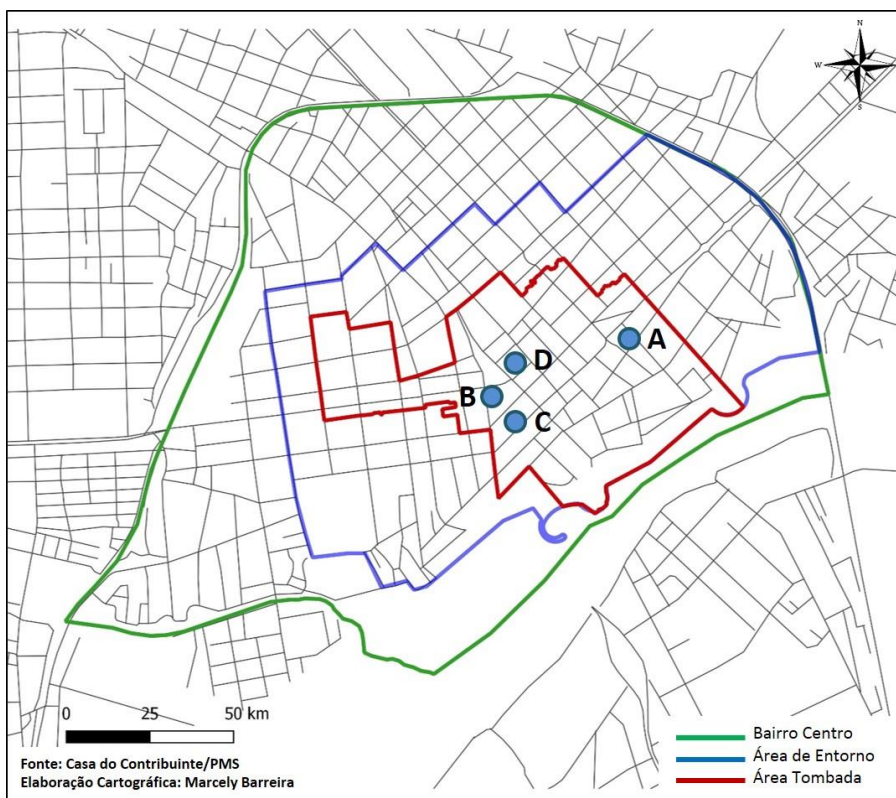 N
W
E
S
A
D
B
C
0 25 50 km
Bairro Centro
Área de Entorno
Área Tombada
Fonte: Casa do Contribuinte/PMS
Elaboração Cartográfica: Marcely Barreira